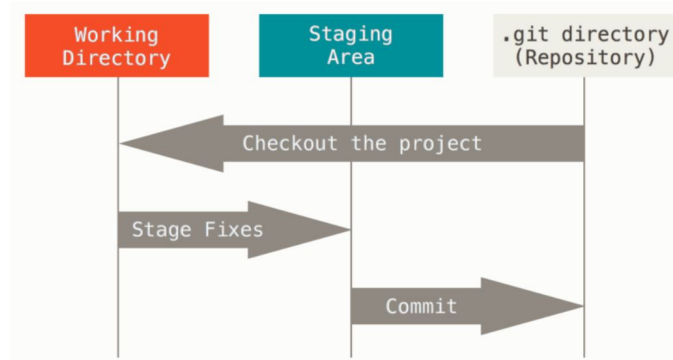 Working
Directory
Staging
Area
.git directory
(Repository)
Checkout the project
Stage Fixes
Commit